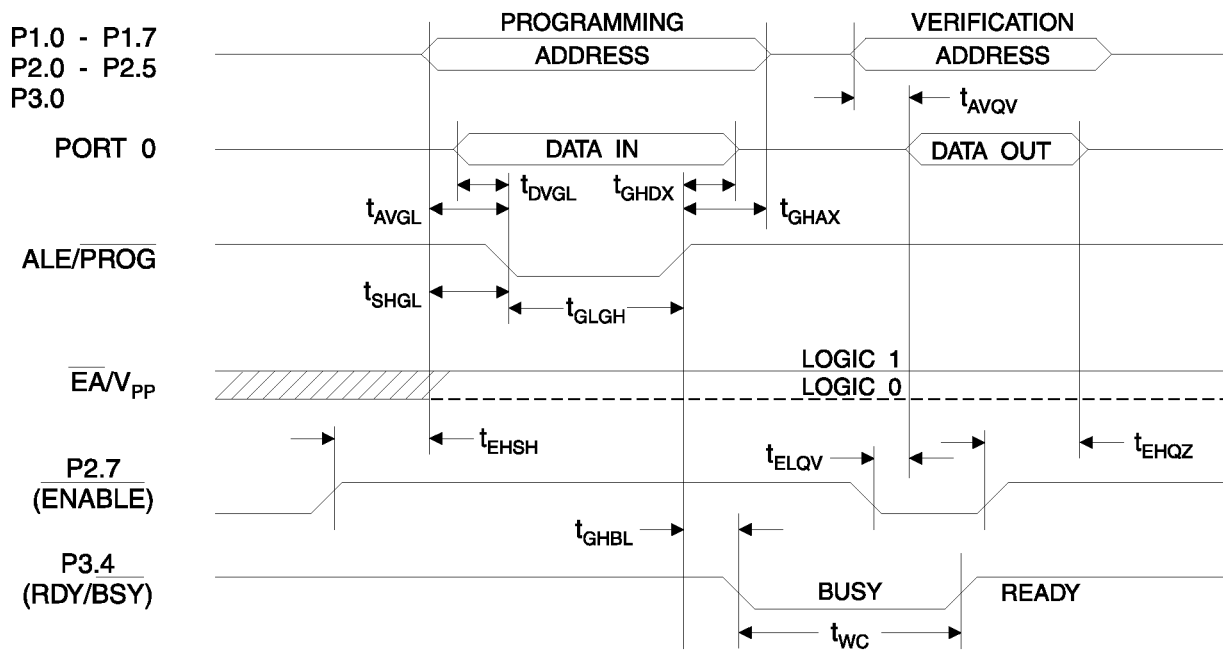 PROGRAMMING
VERIFICATION
P1.0 - P1.7
P2.0 - P2.5
P3.0
ADDRESS
ADDRESS
tAVQV
PORT 0
DATA IN
DATA OUT
tDVGL
tGHDX
tAVGL
tGHAX
ALE/PROG
tSHGL
tGLGH
LOGIC 1
EA/VPP
LOGIC 0
tEHSH
tELQV
tEHQZ
P2.7
(ENABLE)
tGHBL
P3.4
(RDY/BSY)
BUSY
READY
tWC